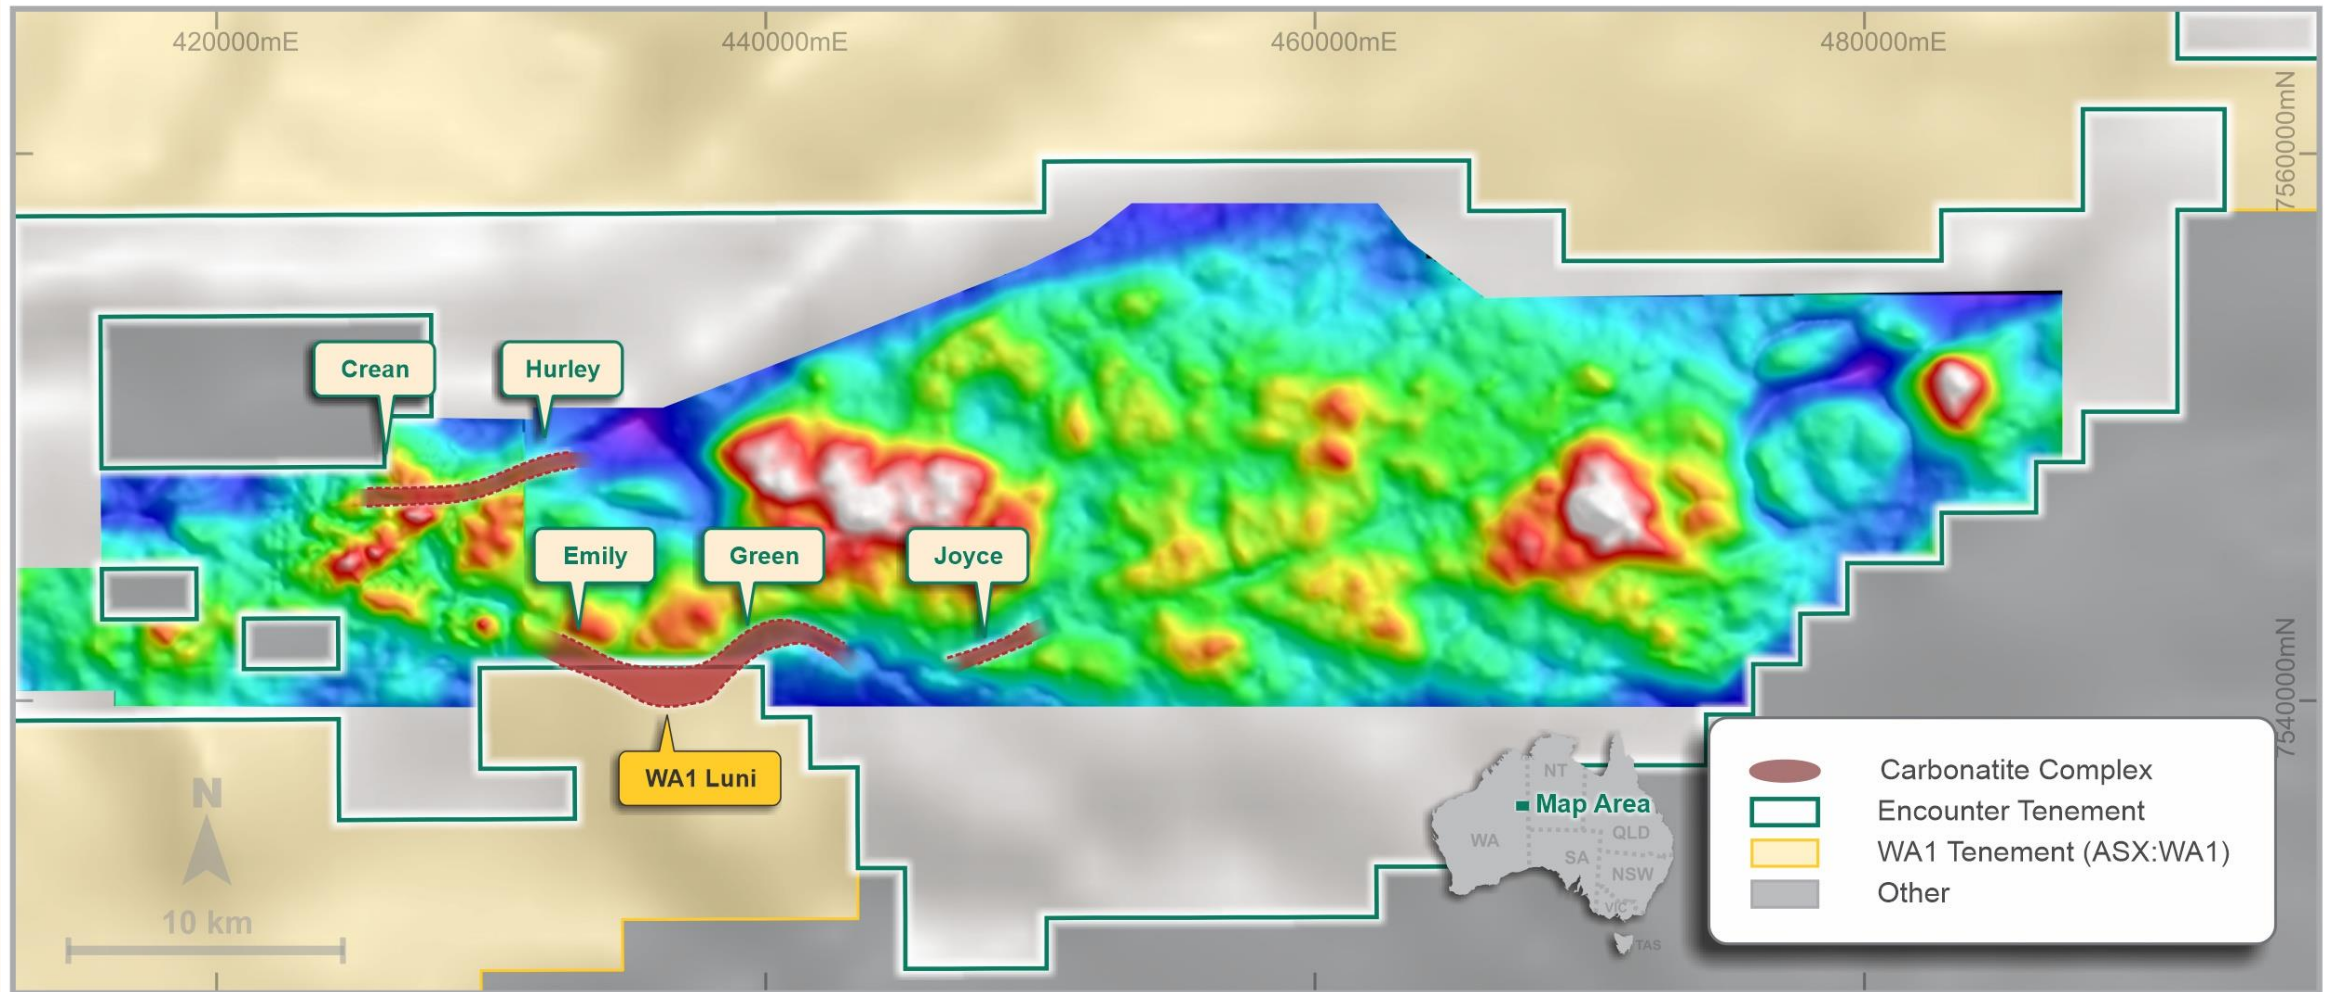 420000mE
440000mE
460000mE
480000mE
7560000mN
Crean
Hurley
Emily
Green
Joyce
7540000mN
WA1 Luni
N
10 km
NT
Map Area
WA
QLD
SA
NSW
VIC
TAS
Carbonatite Complex
Encounter Tenement
WA1 Tenement (ASX:WA1)
Other